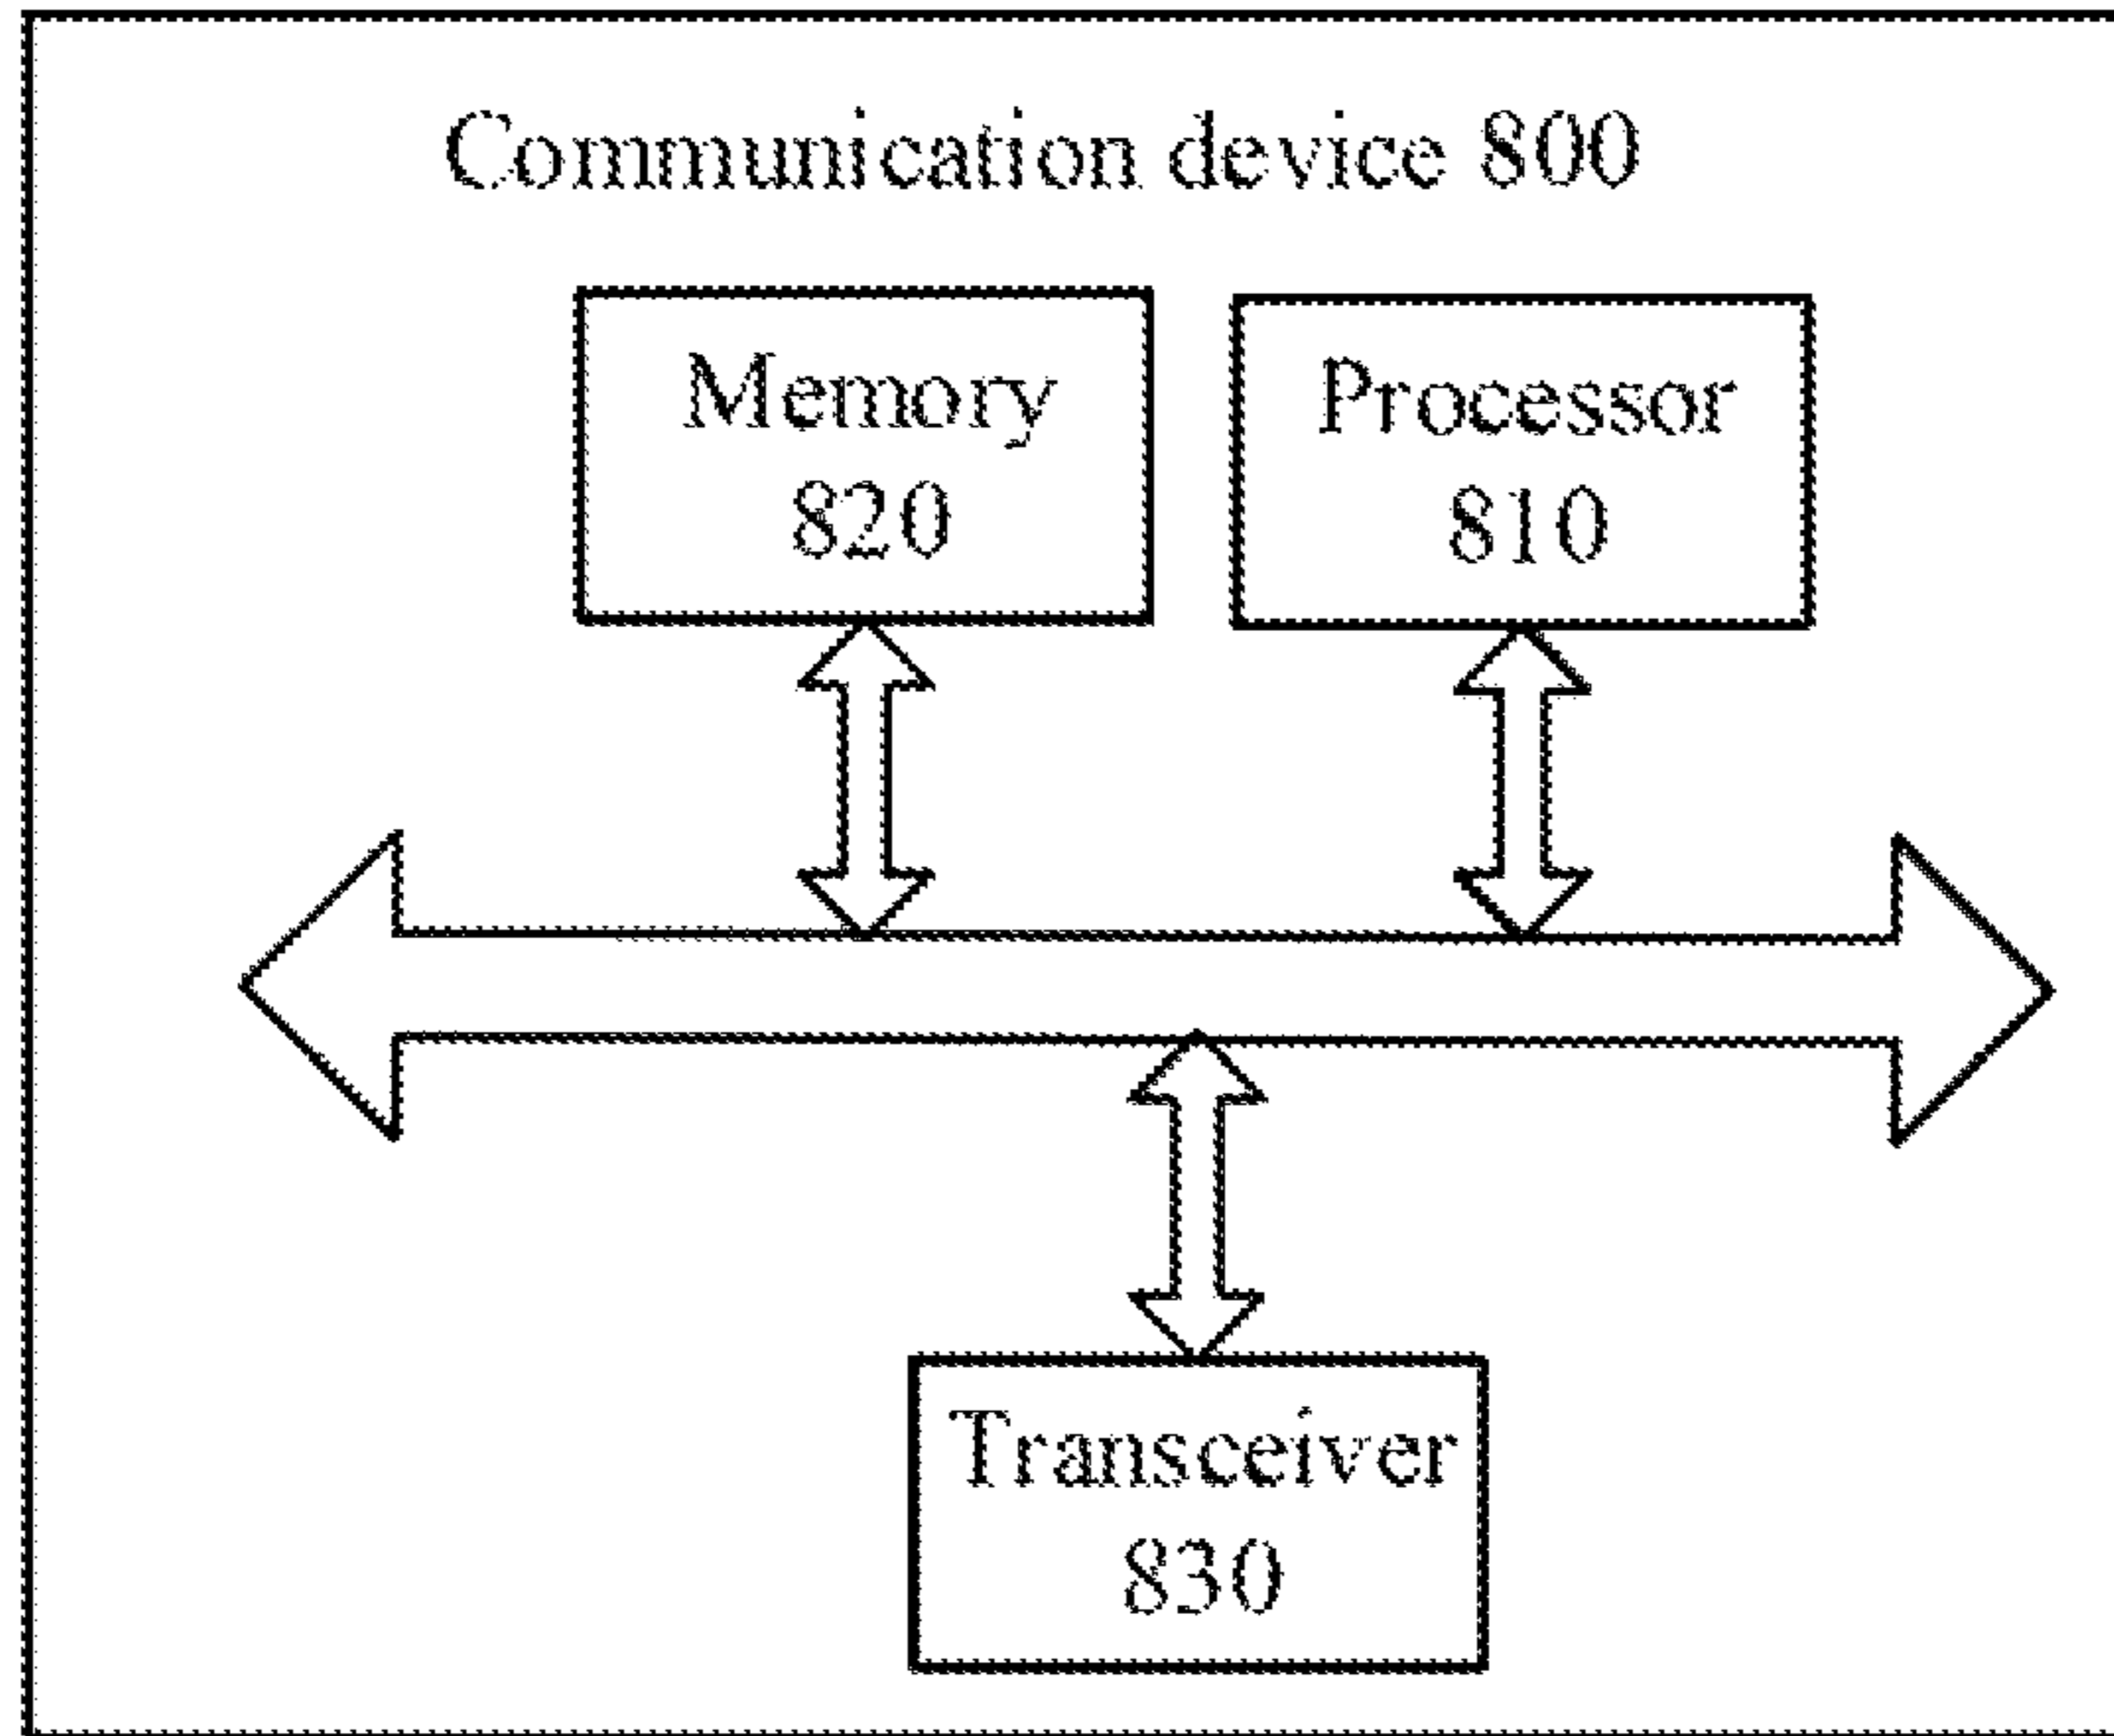 Communication device 800
Memory
820
Processor
810
Transceiver
830